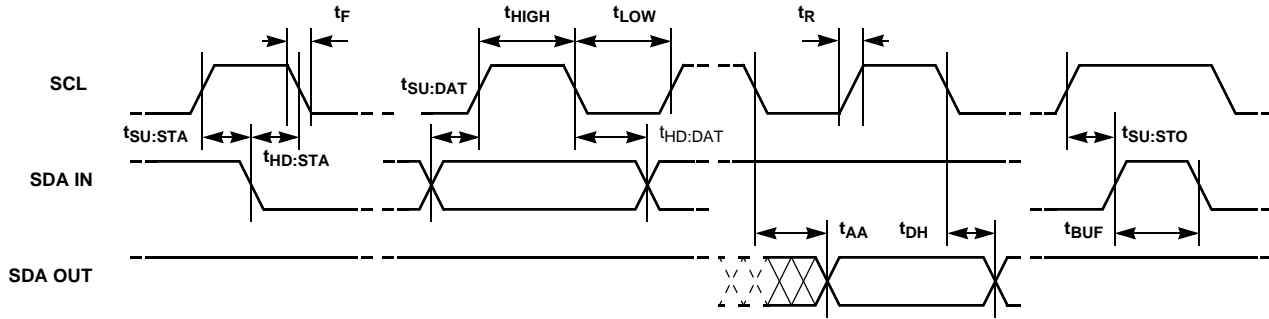 tF
tHIGH
tLOW
tR
SCL
tSU:DAT
tSU:STA
tHD:STA
tHD:DAT
tSU:STO
SDA IN
tAA
tDH
tBUF
SDA OUT